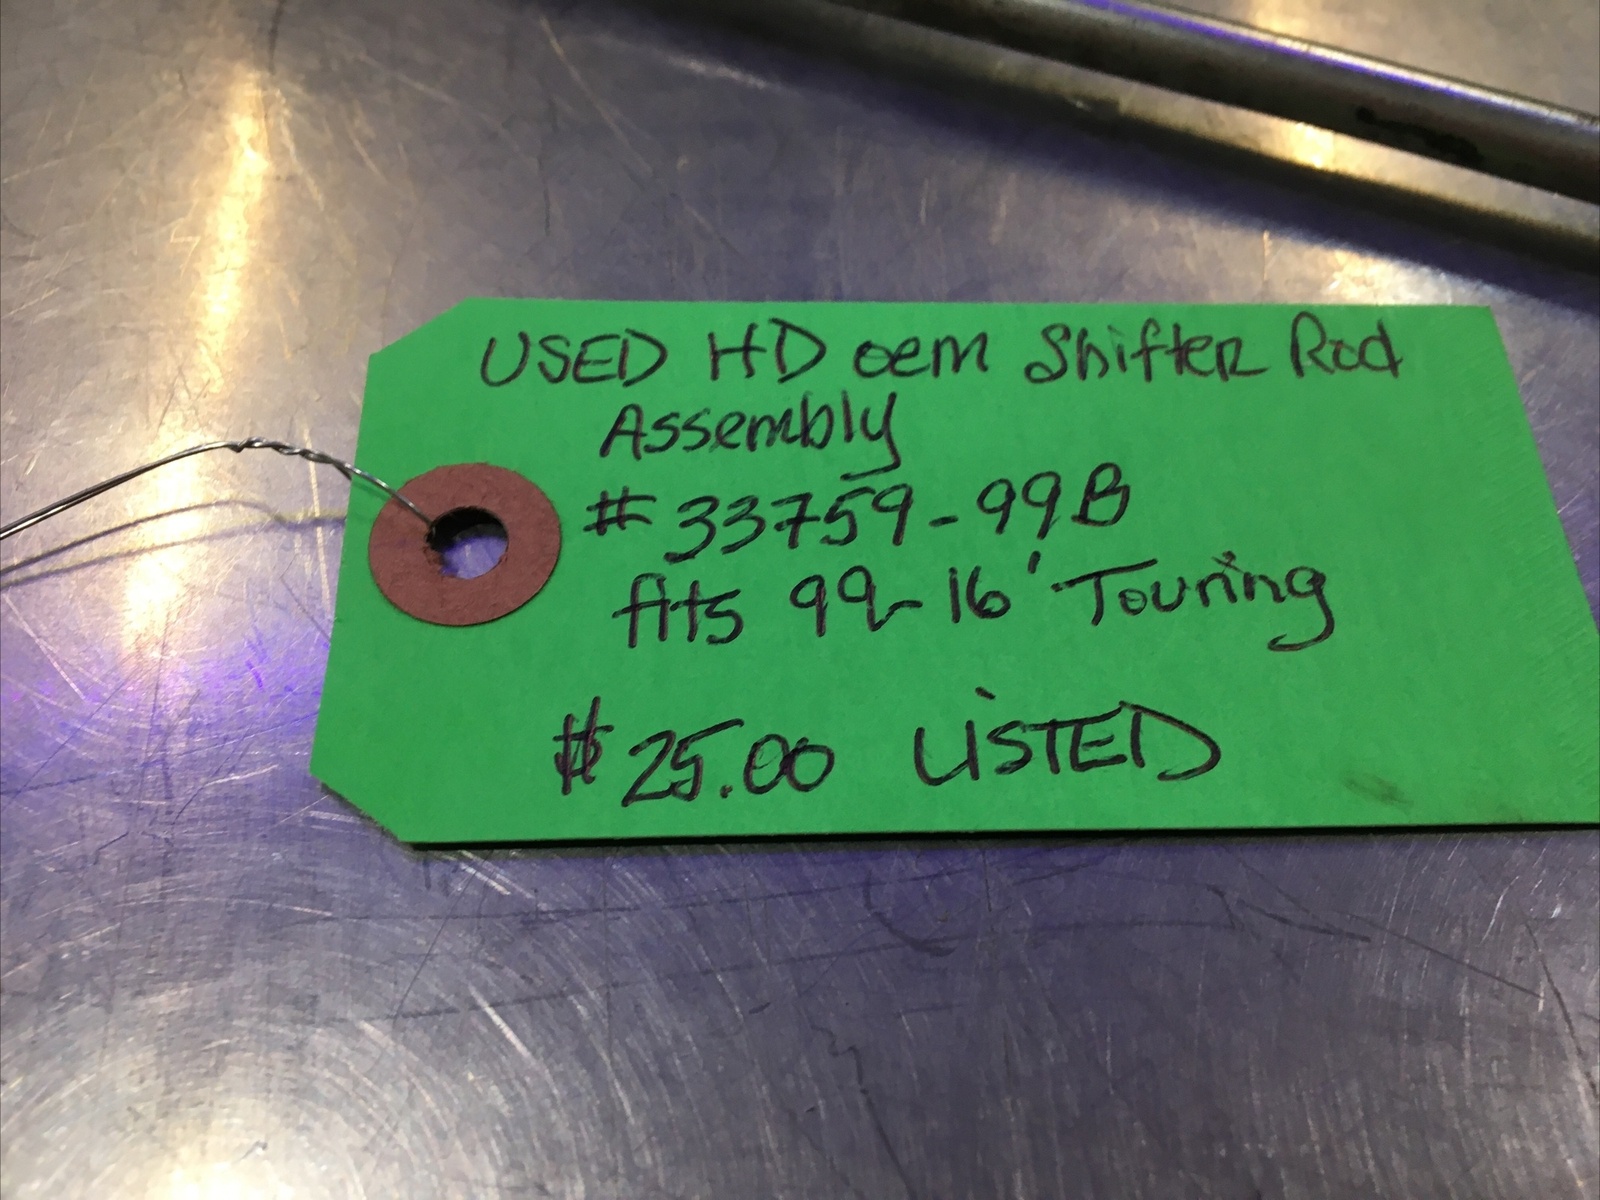 USED HD oem Shifter Rod
Assembly
# 33759-99B
fits 99-16' Touring
$25.00 LiSTED